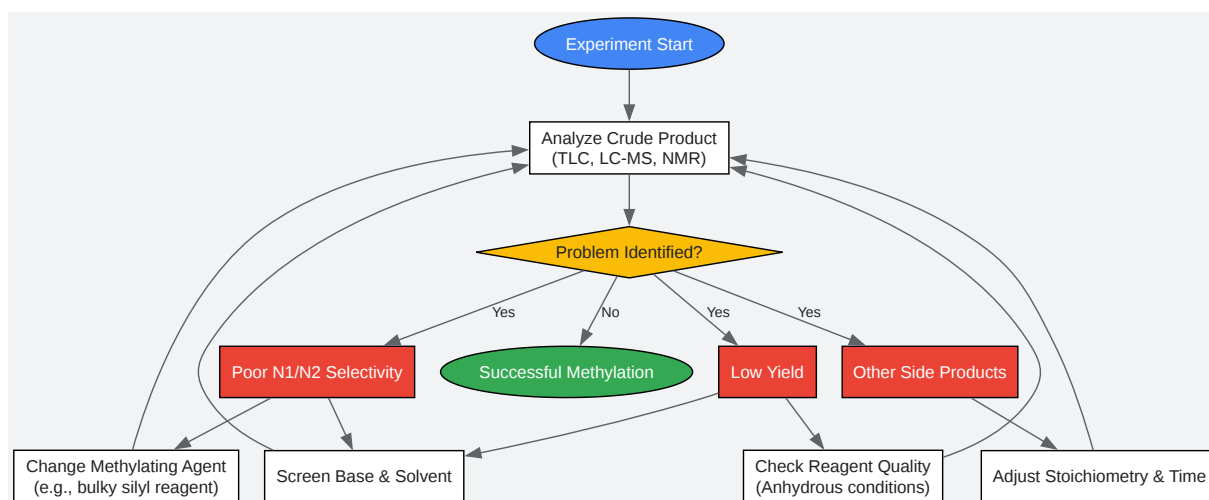 Experiment Start
Analyze Crude Product
(TLC, LC-MS, NMR)
Problem Identified?
Yes
No
Yes
Yes
Poor N1/N2 Selectivity
Successful Methylation
Low Yield
Other Side Products
Change Methylating Agent
(e.g., bulky silyl reagent)
Screen Base & Solvent
Check Reagent Quality
(Anhydrous conditions)
Adjust Stoichiometry & Time